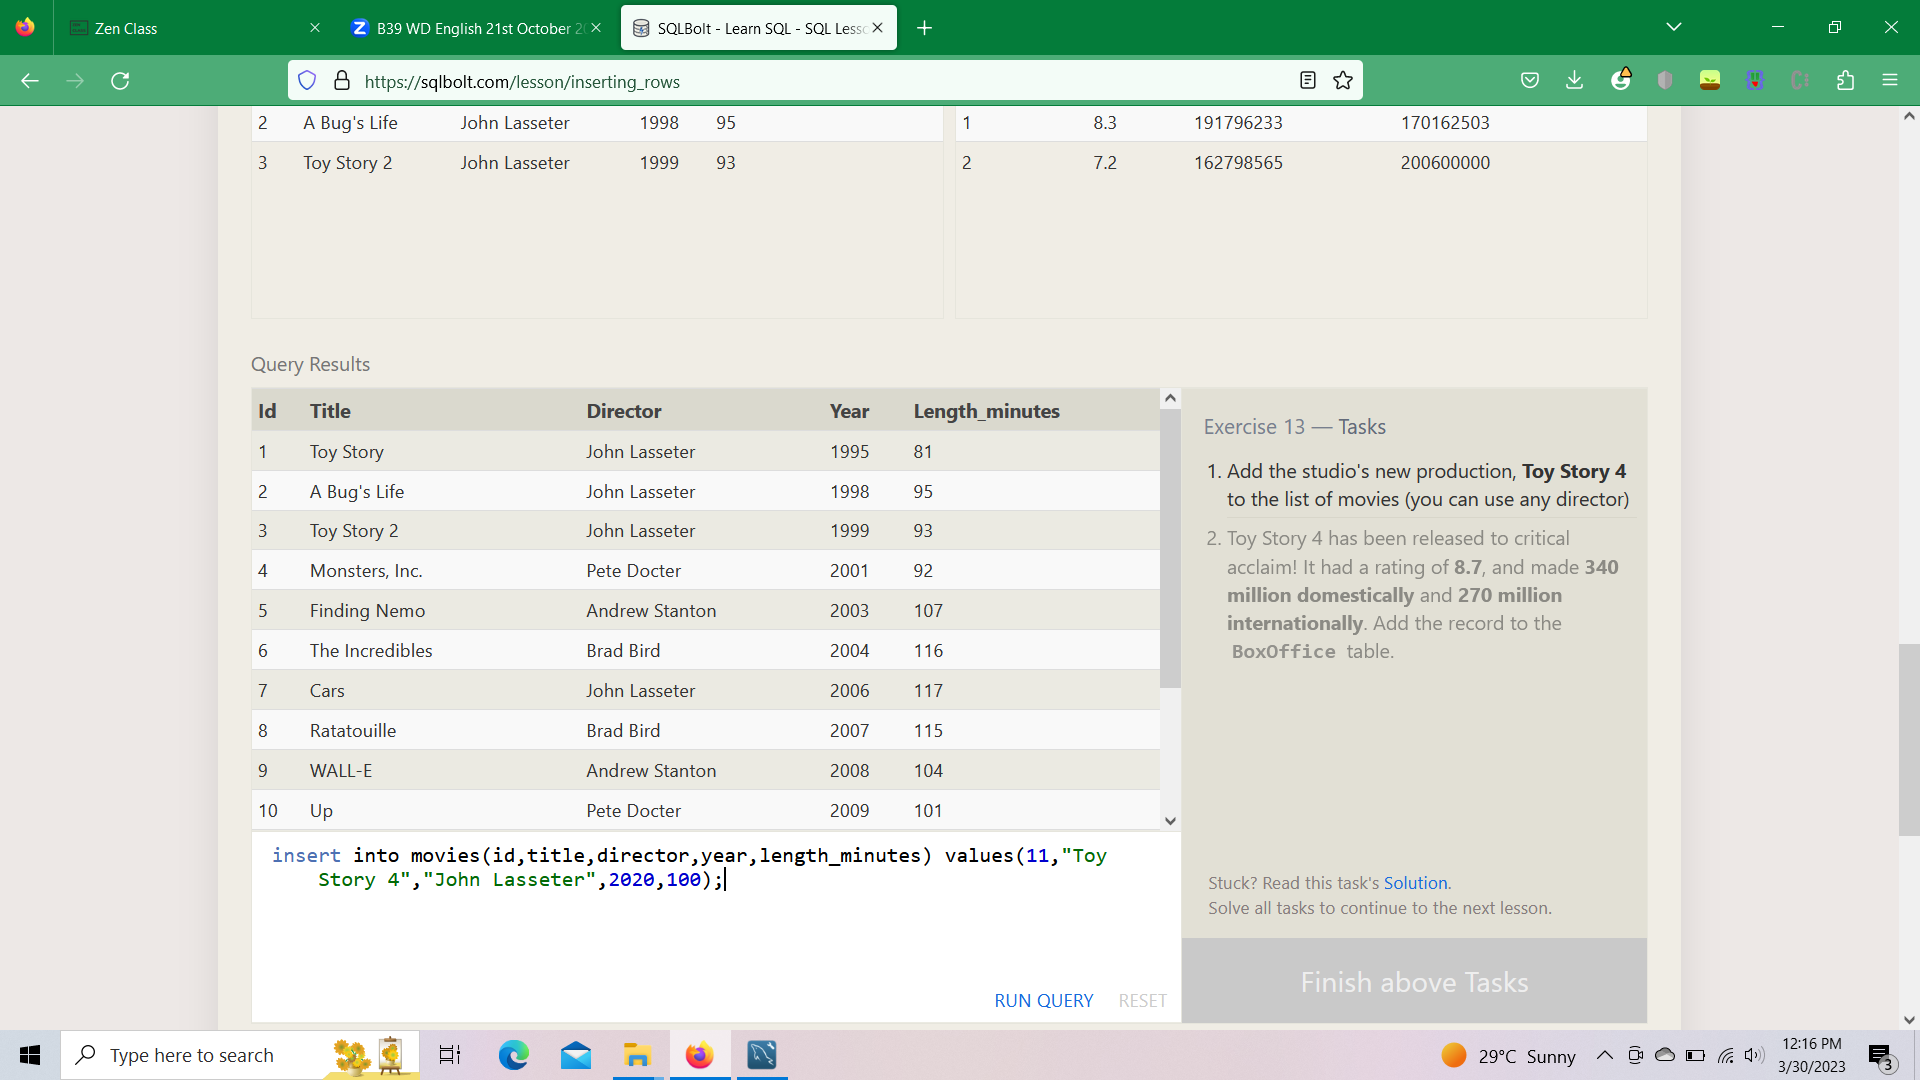 Zen Class
B39 WD English 21st October 20
SQLBolt - Learn SQL - SQL Less
https://sqlbolt.com/lesson/inserting_rows
2 A Bug's Life John Lasseter 1998 95
3 Toy Story 2 John Lasseter 1999 93
1 8.3 191796233 170162503
2 7.2 162798565 200600000
Query Results
Id Title Director Year Length_minutes
1 Toy Story John Lasseter 1995 81
2 A Bug's Life John Lasseter 1998 95
3 Toy Story 2 John Lasseter 1999 93
4 Monsters, Inc. Pete Docter 2001 92
5 Finding Nemo Andrew Stanton 2003 107
6 The Incredibles Brad Bird 2004 116
7 Cars John Lasseter 2006 117
8 Ratatouille Brad Bird 2007 115
9 WALL-E Andrew Stanton 2008 104
10 Up Pete Docter 2009 101
insert into movies(id,title,director,year,length_minutes) values(11,"Toy
Story 4","John Lasseter",2020,100);
RUN QUERY RESET
Exercise 13 — Tasks
1. Add the studio's new production, Toy Story 4
to the list of movies (you can use any director)
2. Toy Story 4 has been released to critical
acclaim! It had a rating of 8.7, and made 340
million domestically and 270 million
internationally. Add the record to the
BoxOffice table.
Stuck? Read this task's Solution.
Solve all tasks to continue to the next lesson.
Finish above Tasks
Type here to search
29°C Sunny
12:16 PM
3/30/2023
3